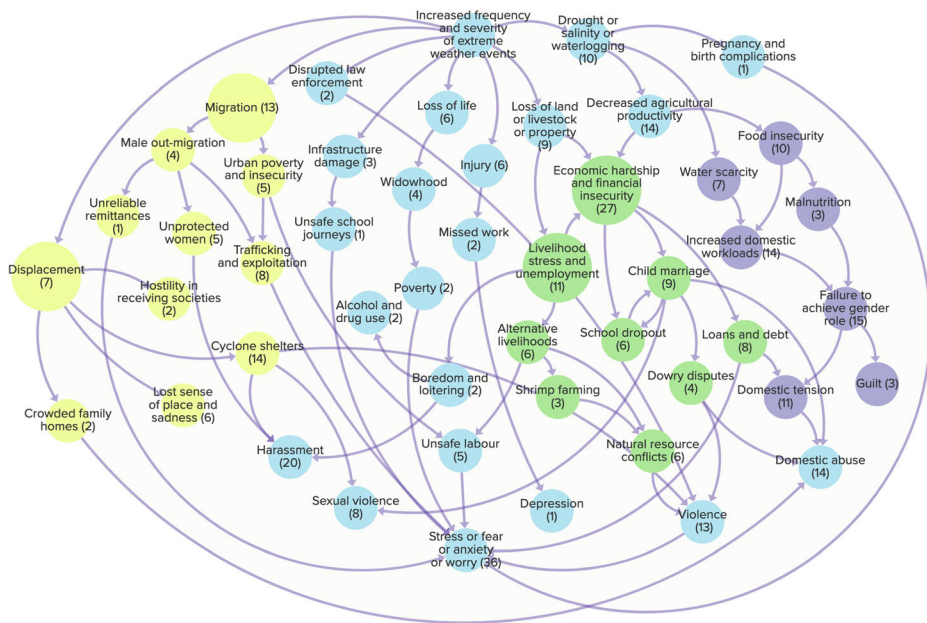 Increased frequency
and severity
of extreme
weather events
Drought or
salinity or
waterlogging
(10)
Pregnancy and
birth complications
(1)
Disrupted law
enforcement
(2)
Migration (13)
Loss of life
(6)
Loss of land
or livestock
or property
(9)
Decreased agricultural
productivity
(14)
Food insecurity
(10)
Male out-migration
(4)
Urban poverty
and insecurity
(5)
Infrastructure
damage (3)
Injury (6)
Economic hardship
and financial
insecurity
(27)
Water scarcity
(7)
Widowhood
(4)
Malnutrition
(3)
Unreliable
remittances
(1)
Unprotected
women (5)
Unsafe school
journeys (1)
Missed work
(2)
Trafficking
and exploitation
(8)
Livelihood
stress and
unemployment
(11)
Increased domestic
workloads (14)
Displacement
(7)
Child marriage
(9)
Hostility in
receiving societies
(2)
Poverty (2)
Alcohol and
drug use (2)
Failure to
achieve gender
role (15)
Cyclone shelters
(14)
Alternative
livelihoods
(6)
School dropout
(6)
Loans and debt
(8)
Lost sense
of place and
sadness (6)
Boredom and
loitering (2)
Shrimp farming
(3)
Dowry disputes
(4)
Domestic tension
(11)
Guilt (3)
Crowded family
homes (2)
Harassment
(20)
Unsafe labour
(5)
Natural resource
conflicts (6)
Domestic abuse
(14)
Sexual violence
(8)
Depression
(1)
Violence
(13)
Stress or fear
or anxiety
or worry (36)